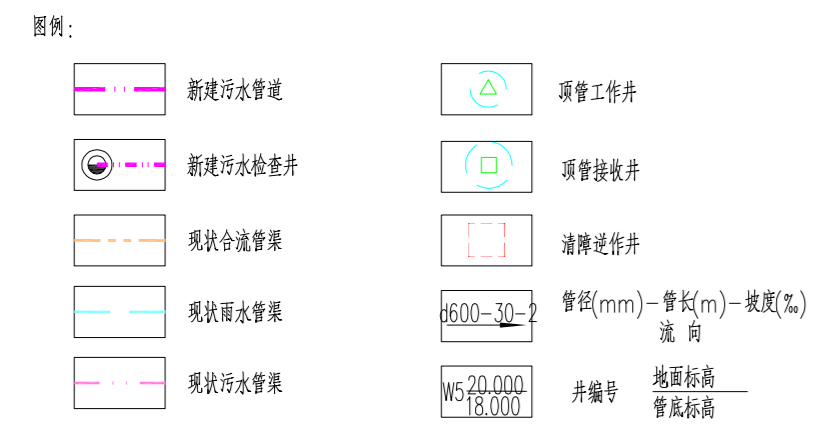 图例:
新建污水管道
新建污水检查井
现状合流管渠
现状雨水管渠
现状污水管渠
顶管工作井
顶管接收井
清障逆作井
d600-30-2
管径(mm)-管长(m)-坡度(‰)
流 向
W5 20.000
18.000
井编号
地面标高
管底标高